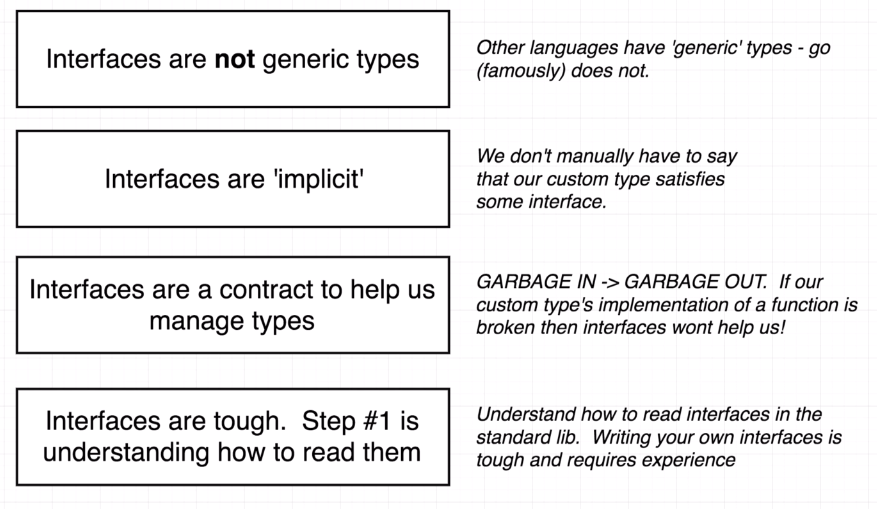 Interfaces are not generic types
Other languages have 'generic' types - go
(famously) does not.
Interfaces are 'implicit'
We don't manually have to say
that our custom type satisfies
some interface.
Interfaces are a contract to help us
manage types
GARBAGE IN -> GARBAGE OUT.  If our
custom type's implementation of a function is
broken then interfaces wont help us!
Interfaces are tough.  Step #1 is
understanding how to read them
Understand how to read interfaces in the
standard lib.  Writing your own interfaces is
tough and requires experience